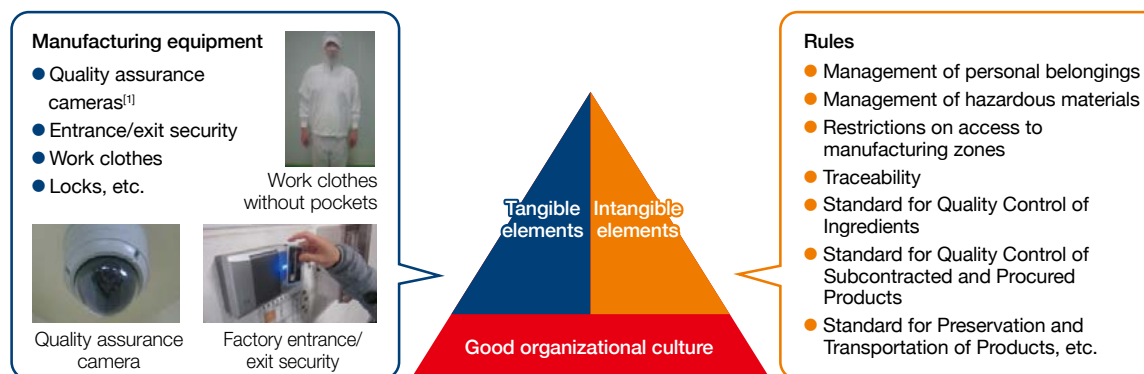 Manufacturing equipment
● Quality assurance
cameras[1]
● Entrance/exit security
● Work clothes
● Locks, etc.
Work clothes
without pockets
Quality assurance
camera
Factory entrance/
exit security
Tangible
elements
Intangible
elements
Good organizational culture
Rules
● Management of personal belongings
● Management of hazardous materials
● Restrictions on access to
manufacturing zones
● Traceability
● Standard for Quality Control of
Ingredients
● Standard for Quality Control of
Subcontracted and Procured
Products
● Standard for Preservation and
Transportation of Products, etc.